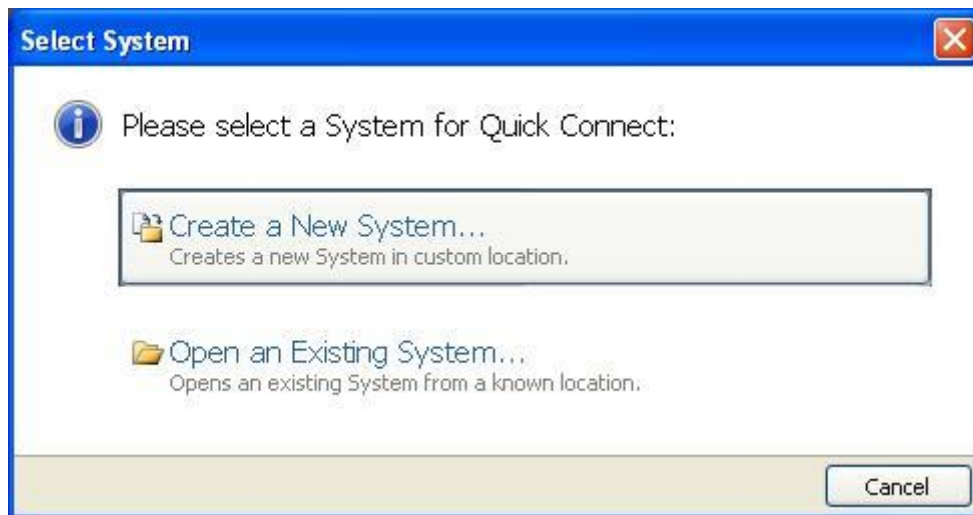 Select System
Please select a System for Quick Connect:
Create a New System...
Creates a new System in custom location.
Open an Existing System...
Opens an existing System from a known location.
Cancel